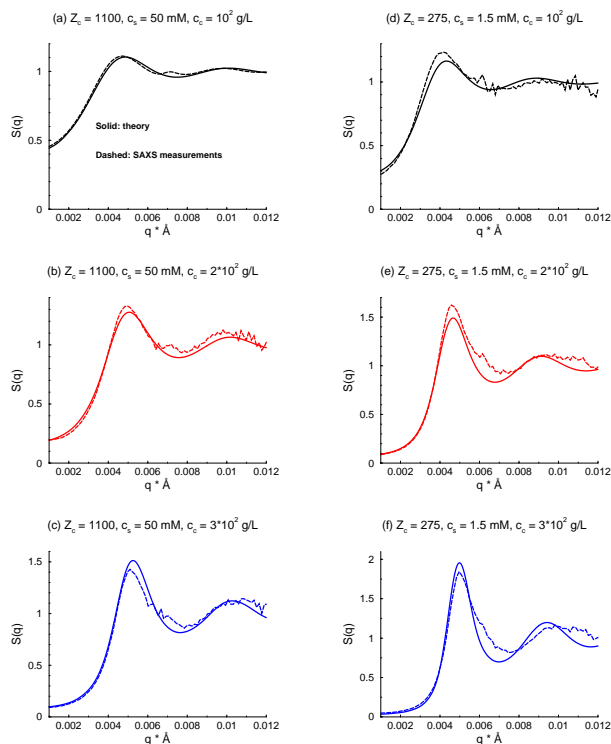 (a) Z_c = 1100, c_s = 50 mM, c_c = 10^2 g/L
S(q)
1
0.5
0
Solid: theory
Dashed: SAXS measurements
0.002 0.004 0.006 0.008 0.01 0.012
q * Å
(d) Z_c = 275, c_s = 1.5 mM, c_c = 10^2 g/L
S(q)
1
0.5
0
0.002 0.004 0.006 0.008 0.01 0.012
q * Å
(b) Z_c = 1100, c_s = 50 mM, c_c = 2*10^2 g/L
S(q)
1
0.5
0
0.002 0.004 0.006 0.008 0.01 0.012
q * Å
(e) Z_c = 275, c_s = 1.5 mM, c_c = 2*10^2 g/L
S(q)
1.5
1
0.5
0
0.002 0.004 0.006 0.008 0.01 0.012
q * Å
(c) Z_c = 1100, c_s = 50 mM, c_c = 3*10^2 g/L
S(q)
1.5
1
0.5
0
0.002 0.004 0.006 0.008 0.01 0.012
q * Å
(f) Z_c = 275, c_s = 1.5 mM, c_c = 3*10^2 g/L
S(q)
2
1.5
1
0.5
0
0.002 0.004 0.006 0.008 0.01 0.012
q * Å